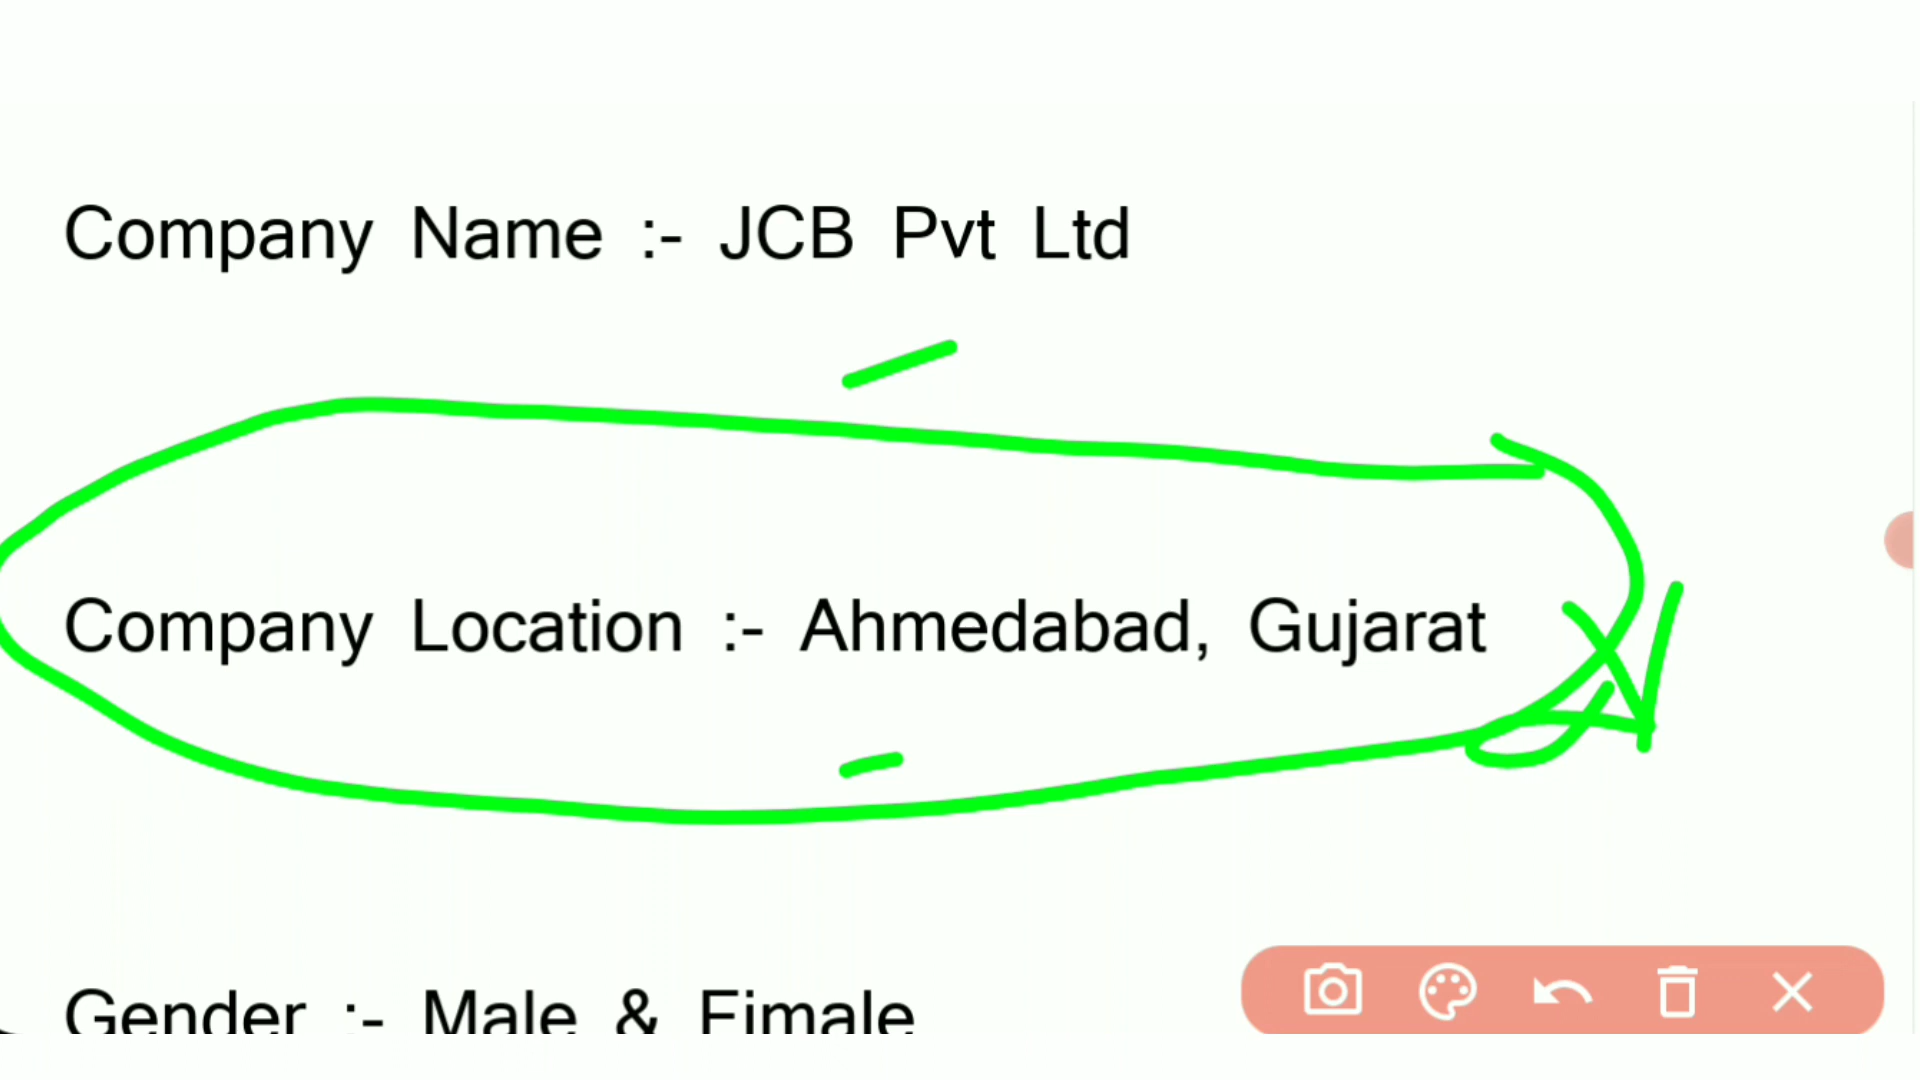 Company Name :- JCB Pvt Ltd
Company Location :- Ahmedabad, Gujarat
Gender :- Male & Fimale